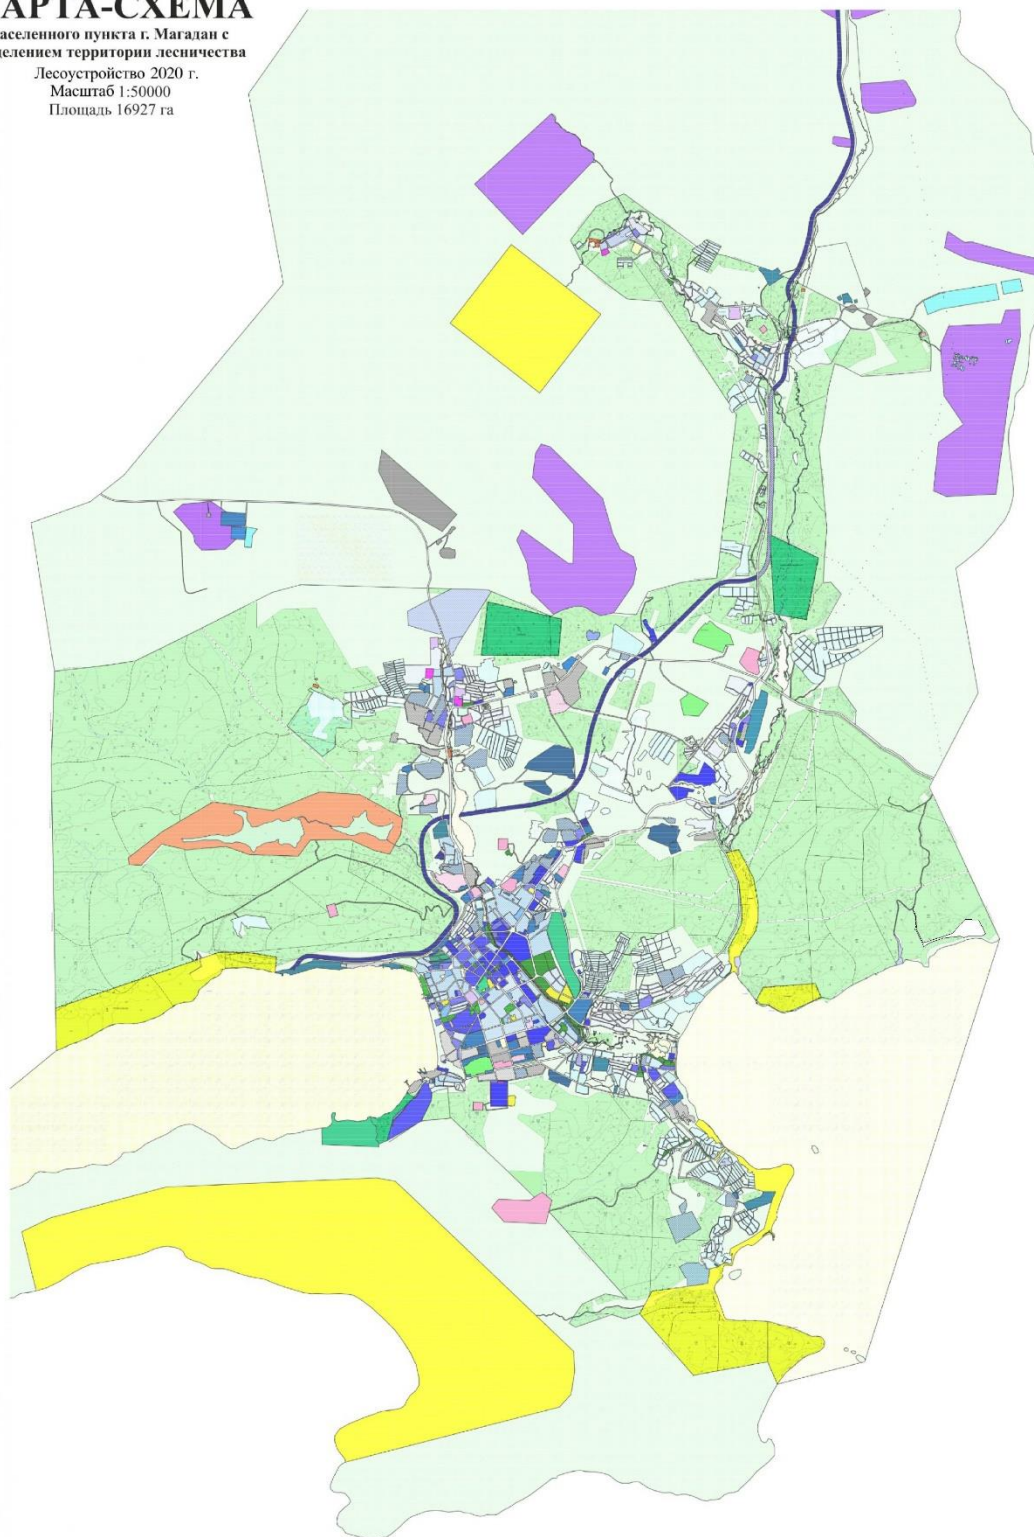 АРТА-СХЕМА
аселенного пункта г. Магадан с
делением территории лесничества
Лесоустройство 2020 г.
Масштаб 1:50000
Площадь 16927 га